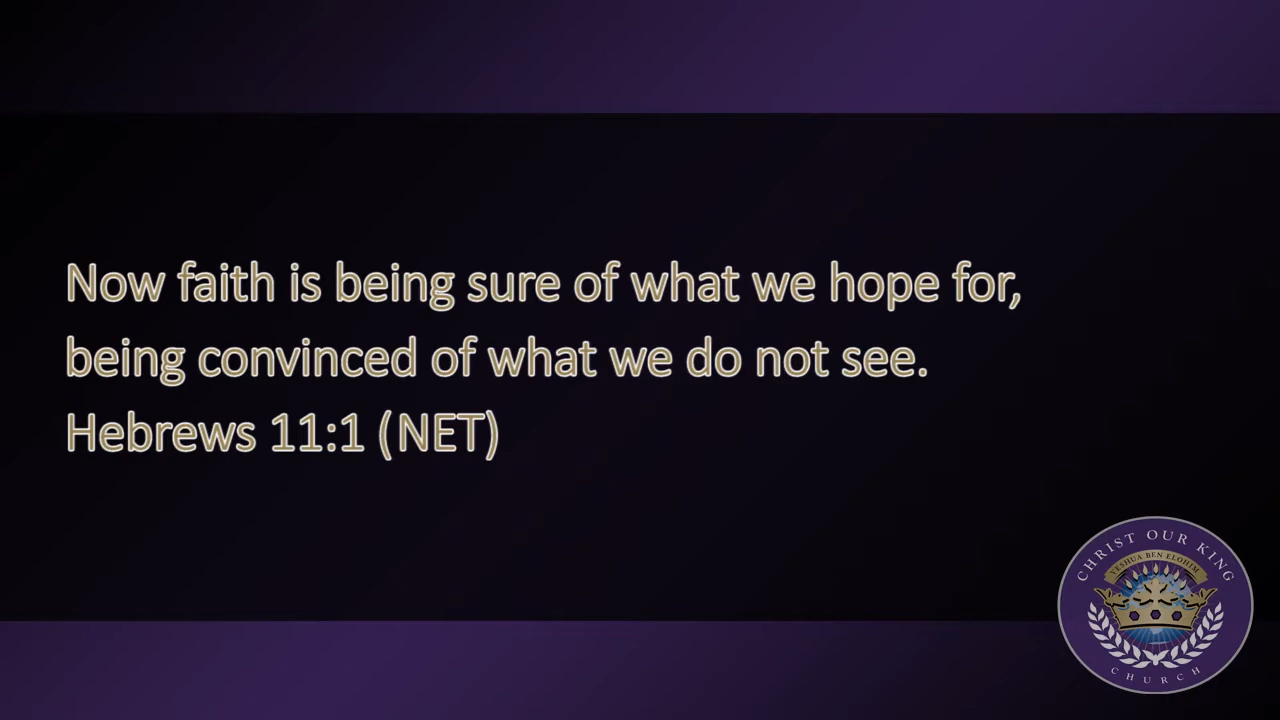 Now faith is being sure of what we hope for,
being convinced of what we do not see.
Hebrews 11:1 (NET)
CHRIST OUR KING
YESHUA BEN ELOHIM
CHURCH